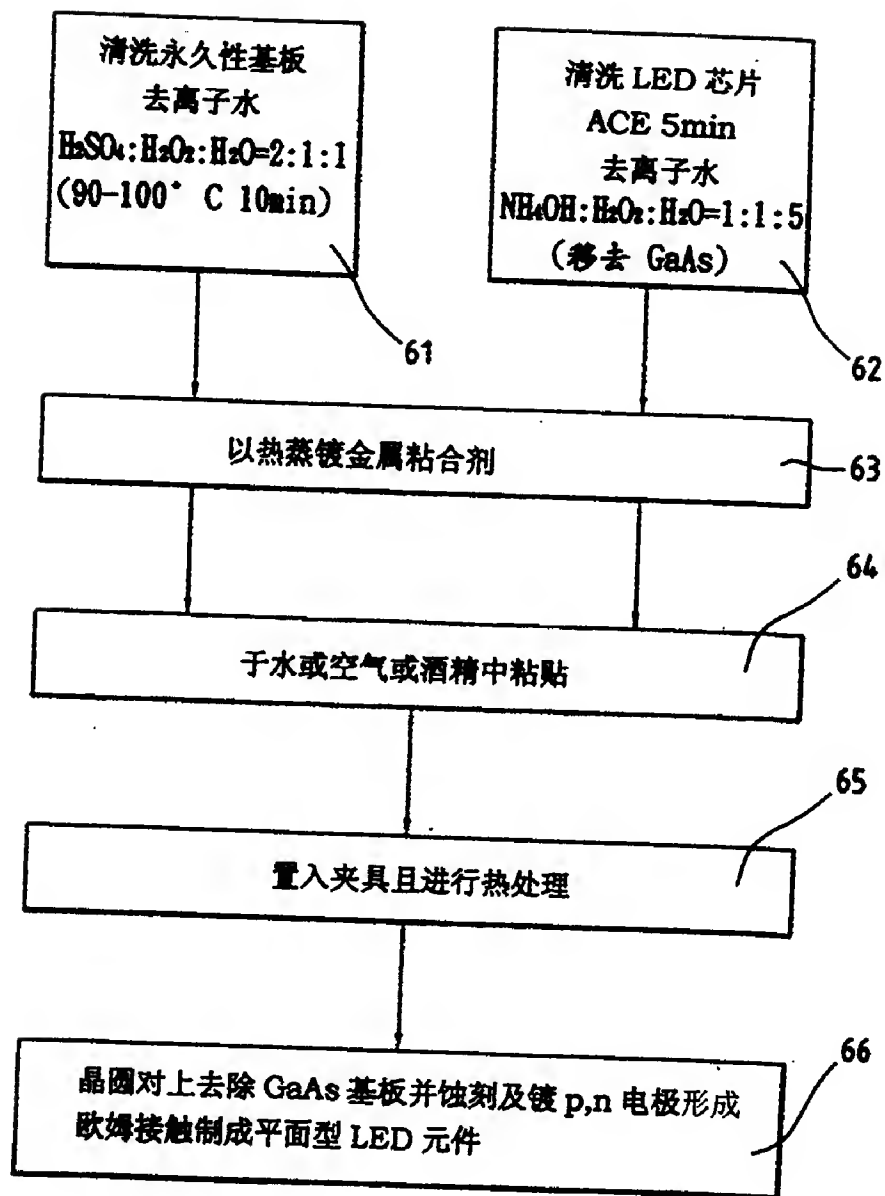 清洗永久性基板
去离子水
H₂SO₄:H₂O₂:H₂O=2:1:1
(90-100° C 10min)
61
清洗 LED 芯片
ACE 5min
去离子水
NH₄OH:H₂O₂:H₂O=1:1:5
(移去 GaAs)
62
以热蒸镀金属粘合剂
63
于水或空气或酒精中粘贴
64
置入夹具且进行热处理
65
晶圆对上去除 GaAs 基板并蚀刻及镀 p,n 电极形成
欧姆接触制成平面型 LED 元件
66